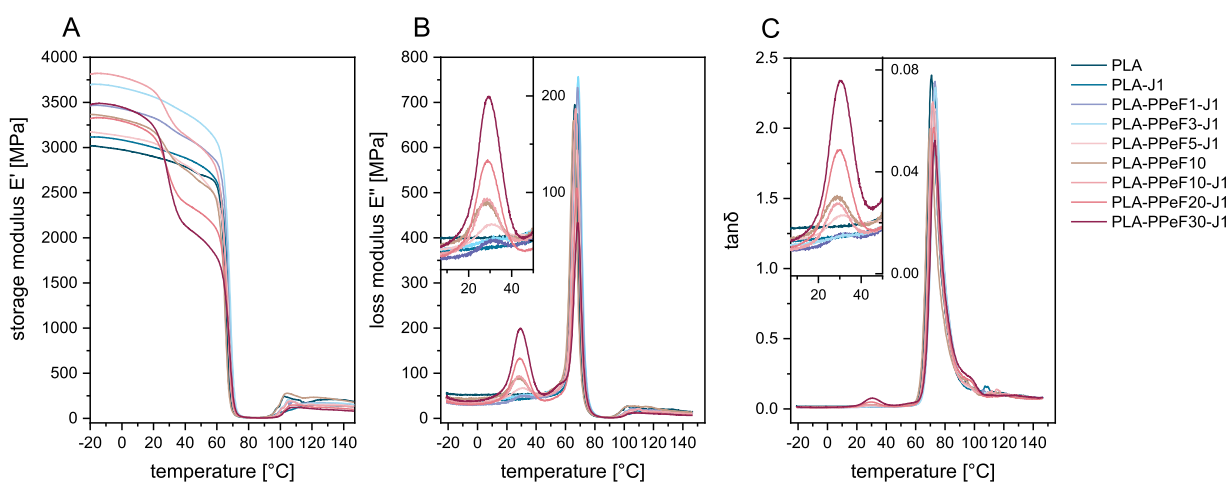 A
B
C
4000
3500
3000
2500
2000
1500
1000
500
0
-20 0 20 40 60 80 100 120 140
storage modulus E' [MPa]
temperature [°C]
800
700
600
500
400
300
200
100
0
-20 0 20 40 60 80 100 120 140
loss modulus E'' [MPa]
temperature [°C]
200
100
20 40
2.5
2.0
1.5
1.0
0.5
0.0
-20 0 20 40 60 80 100 120 140
tanδ
temperature [°C]
0.08
0.04
0.00
20 40
PLA
PLA-J1
PLA-PPeF1-J1
PLA-PPeF3-J1
PLA-PPeF5-J1
PLA-PPeF10
PLA-PPeF10-J1
PLA-PPeF20-J1
PLA-PPeF30-J1